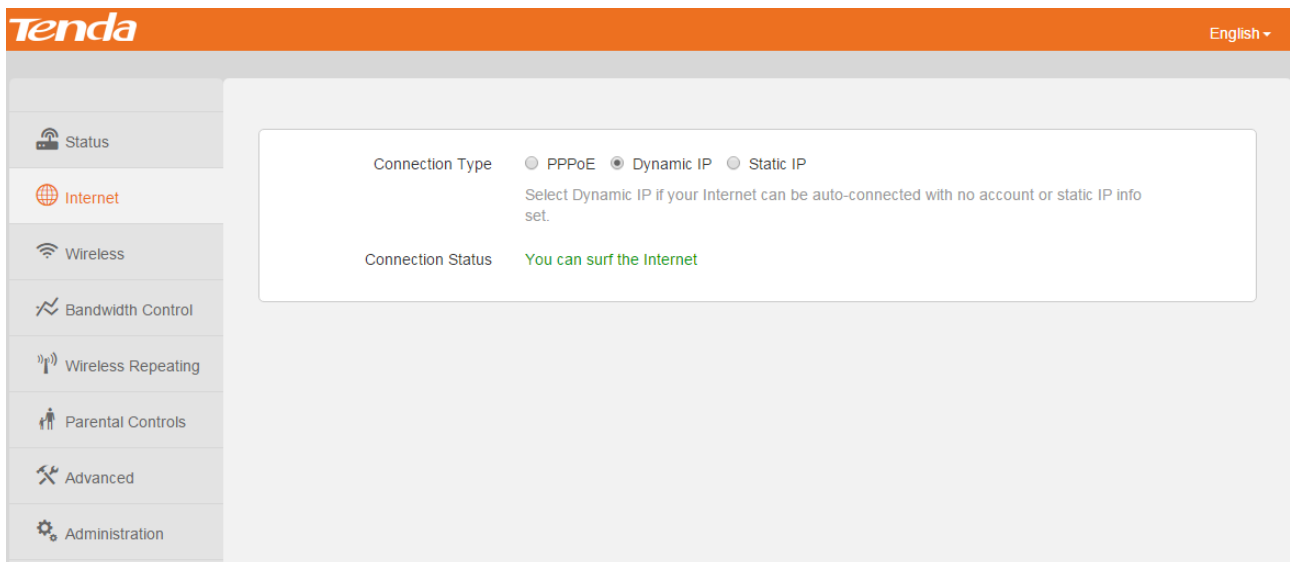 Tenda
English
Status
Internet
Wireless
Bandwidth Control
Wireless Repeating
Parental Controls
Advanced
Administration
Connection Type PPPoE Dynamic IP Static IP
Select Dynamic IP if your Internet can be auto-connected with no account or static IP info
set.
Connection Status You can surf the Internet